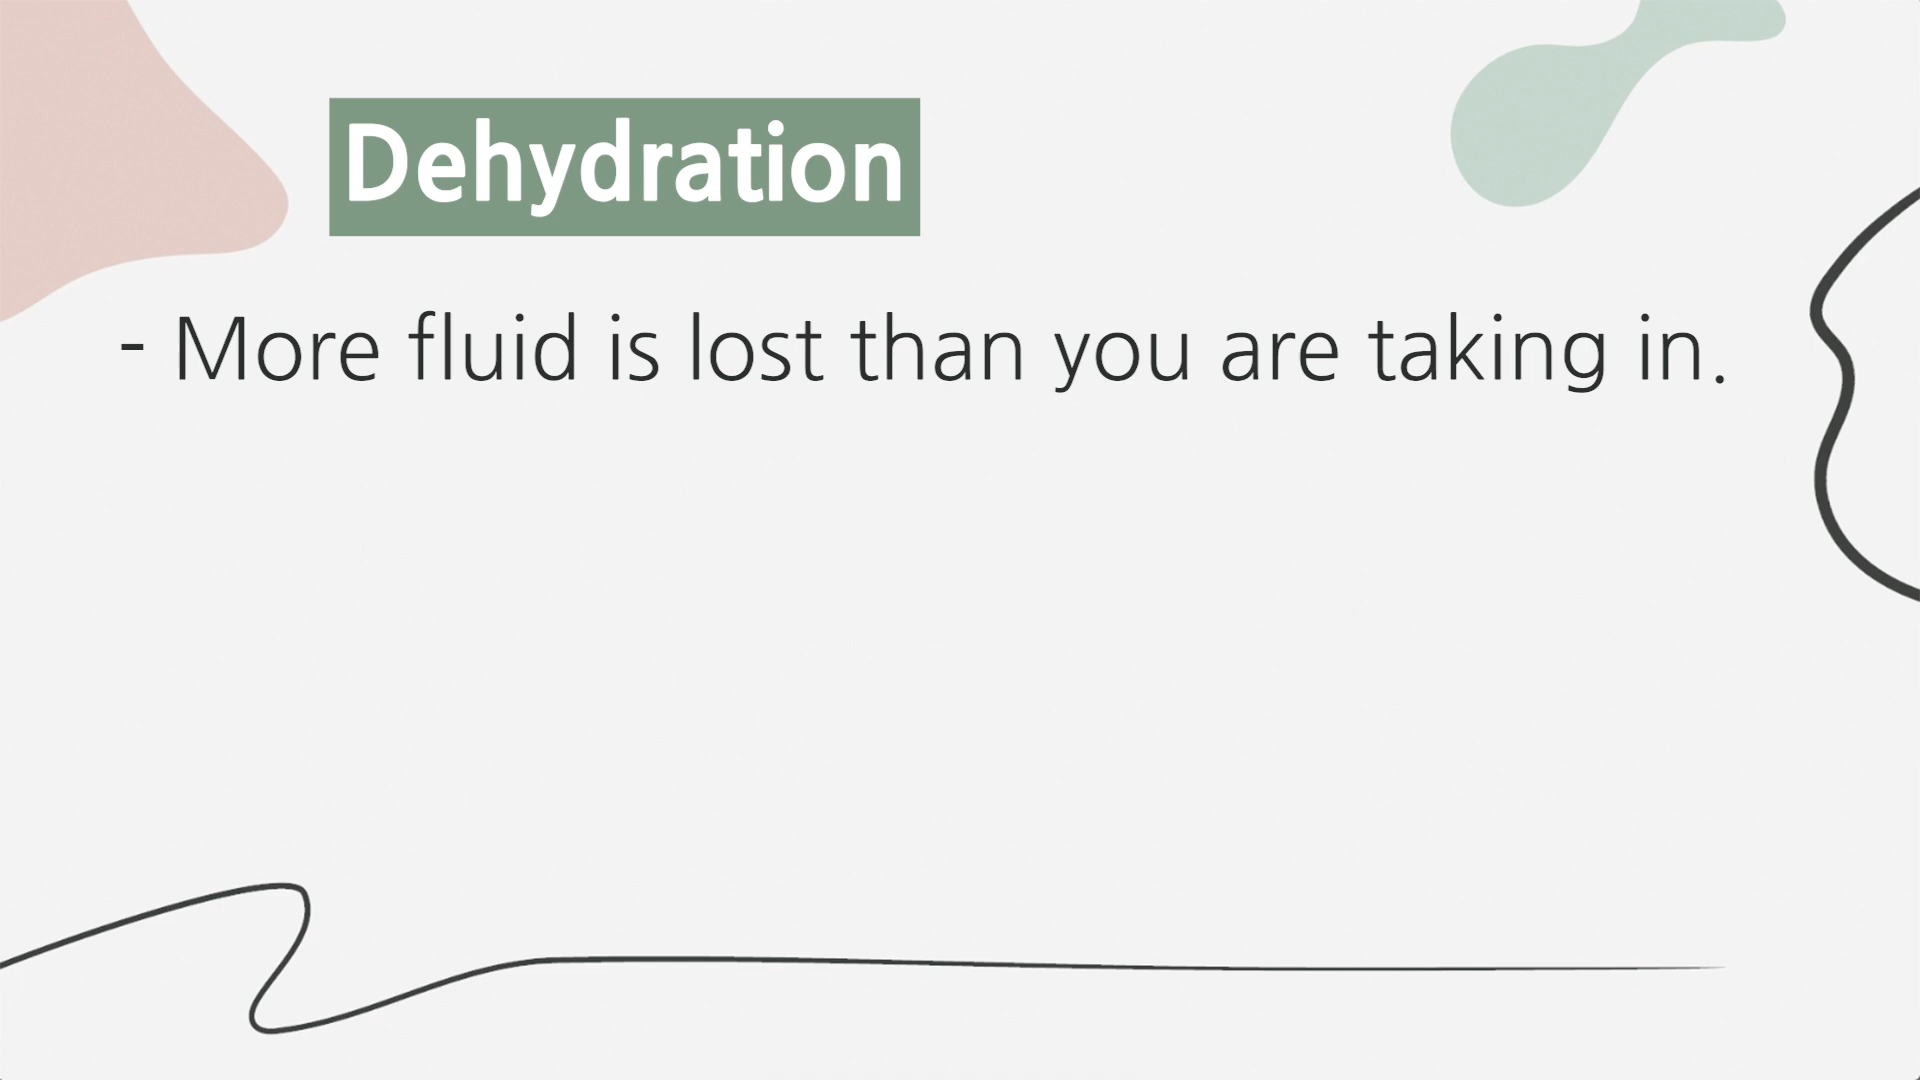 Dehydration
- More fluid is lost than you are taking in.